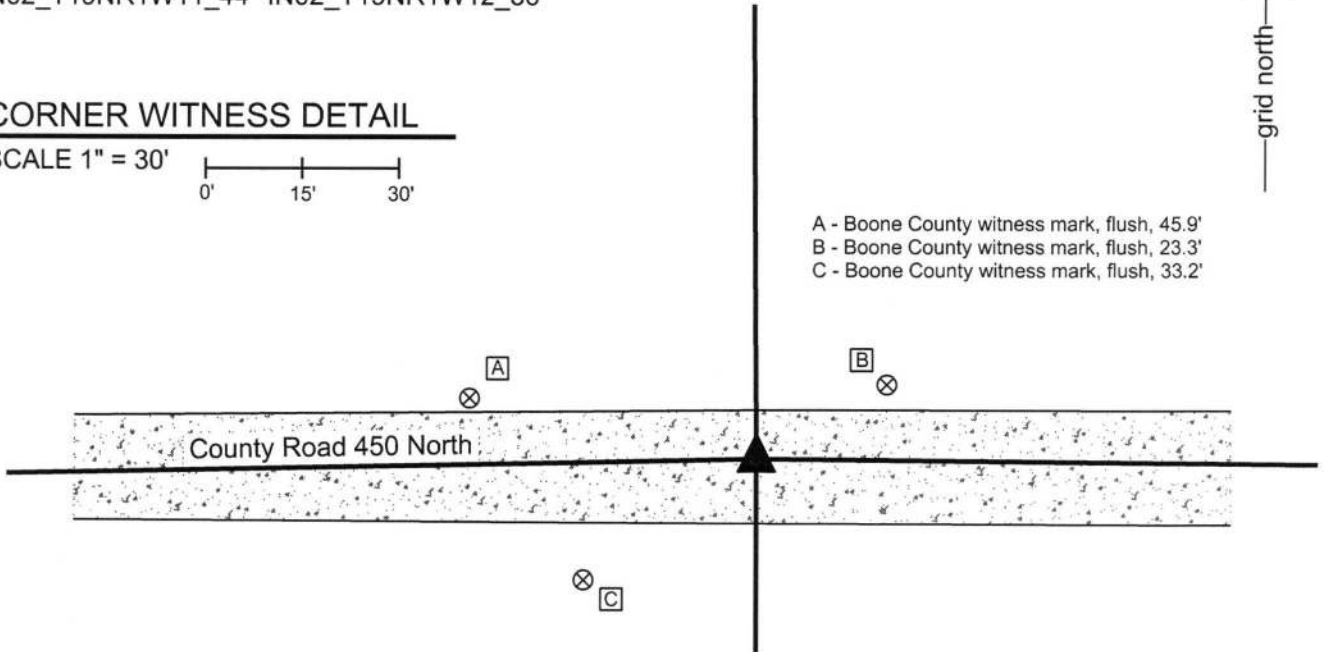 CORNER WITNESS DETAIL
SCALE 1" = 30'
0' 15' 30'
grid north
A - Boone County witness mark, flush, 45.9'
B - Boone County witness mark, flush, 23.3'
C - Boone County witness mark, flush, 33.2'
A
B
County Road 450 North
C